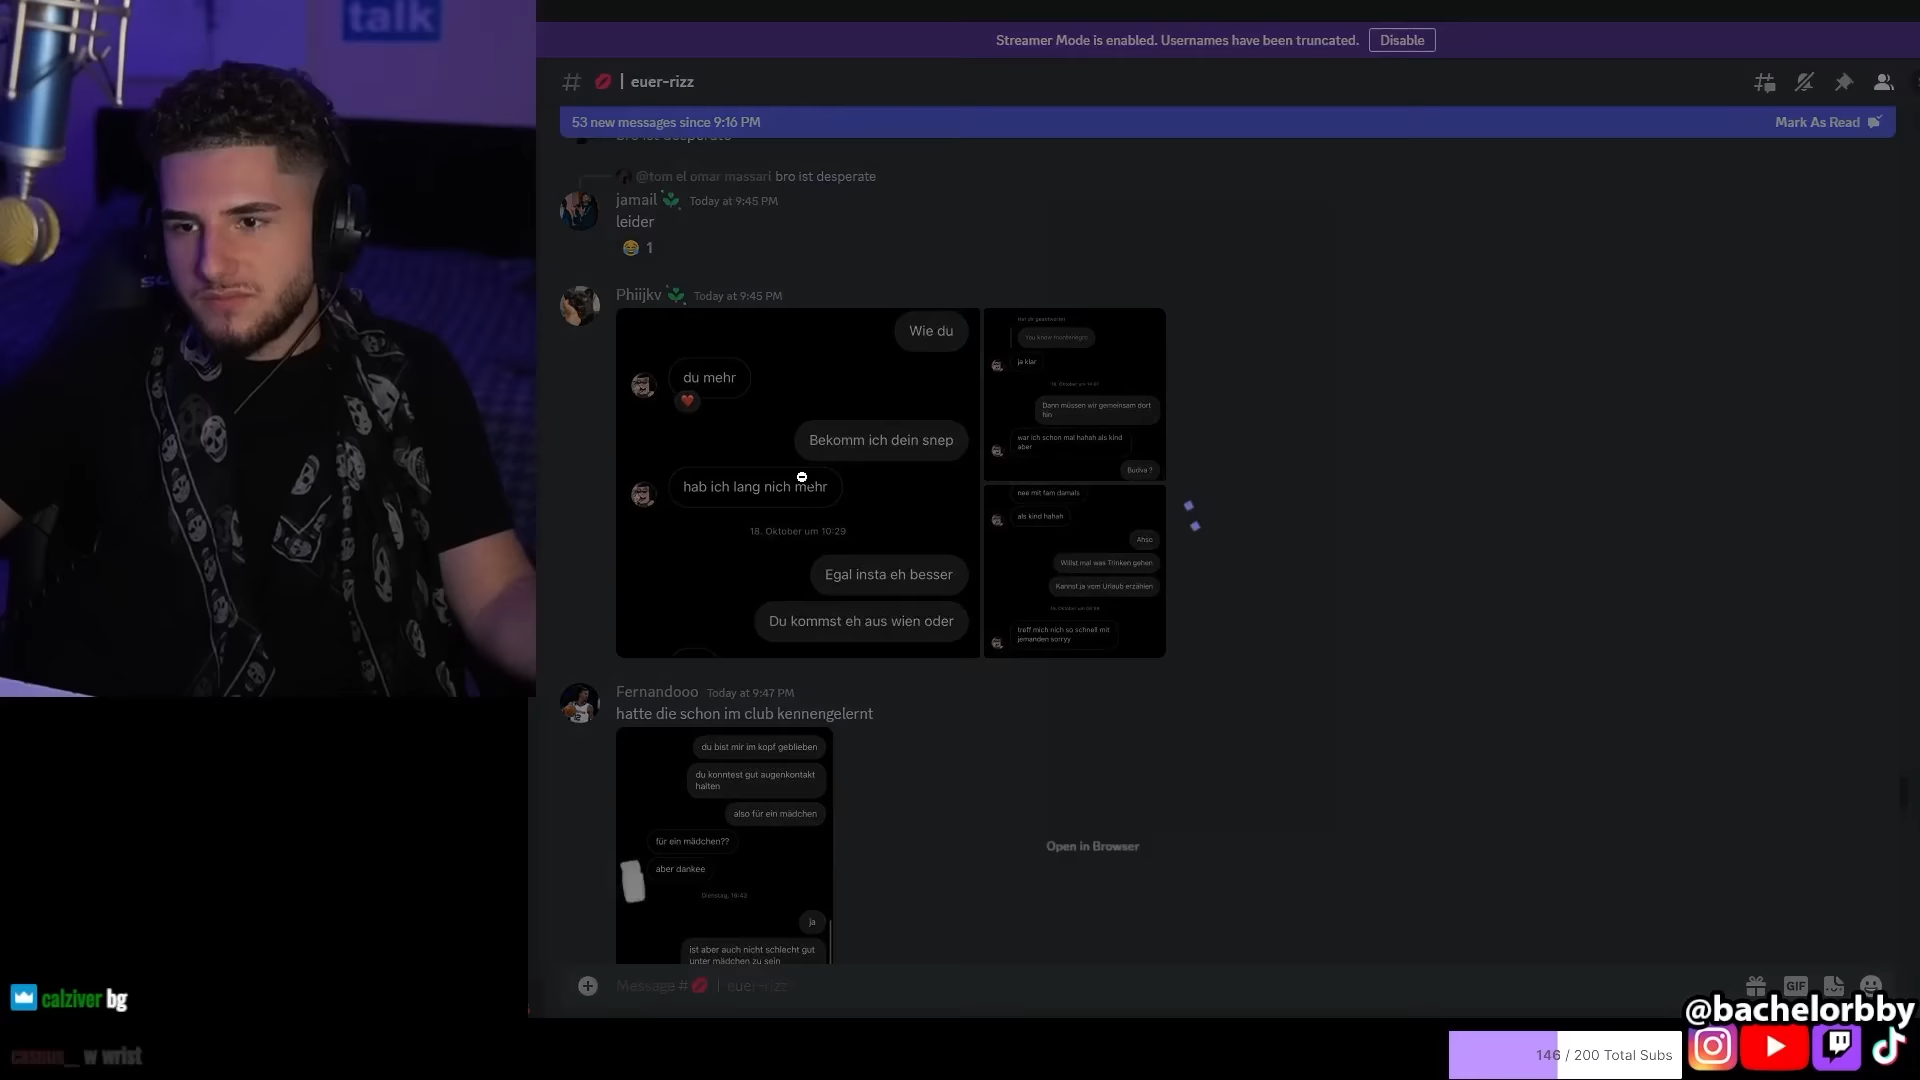 talk
Streamer Mode is enabled. Usernames have been truncated.
Disable
euer-rizz
53 new messages since 9:16 PM
Mark As Read
bro ist desperate
@tom el omar massari bro ist desperate
jamail Today at 9:45 PM
leider
1
Phiijkv Today at 9:45 PM
Wie du
du mehr
Bekomm ich dein snep
hab ich lang nich mehr
18. Oktober um 10:29
Egal insta eh besser
Du kommst eh aus wien oder
ja klar
Dann müssen wir gemeinsam dort
hin
war ich schon mal hahah als kind
aber
Budva ?
nee mit fam damals
als kind hahah
Ahso
Willst mal was Trinken gehen
Kannst ja vom Urlaub erzählen
treff mich nich so schnell mit
jemanden sorryy
Fernandooo Today at 9:47 PM
hatte die schon im club kennengelernt
du bist mir im kopf geblieben
du konntest gut augenkontakt
halten
also für ein mädchen
für ein mädchen??
aber dankee
Dienstag, 18:43
ja
ist aber auch nicht schlecht gut
unter mädchen zu sein
Open in Browser
Message # | euer-rizz
GIF
calziver bg
w wrist
@bachelorbby
146 / 200 Total Subs